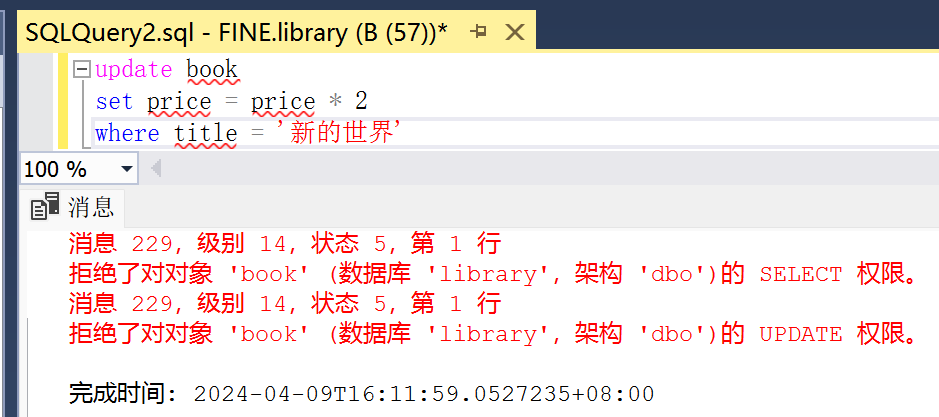 SQLQuery2.sql - FINE.library (B (57))*
update book
set price = price * 2
where title = '新的世界'
100 %
消息
消息 229, 级别 14, 状态 5, 第 1 行
拒绝了对对象 'book' (数据库 'library', 架构 'dbo')的 SELECT 权限。
消息 229, 级别 14, 状态 5, 第 1 行
拒绝了对对象 'book' (数据库 'library', 架构 'dbo')的 UPDATE 权限。
完成时间: 2024-04-09T16:11:59.0527235+08:00